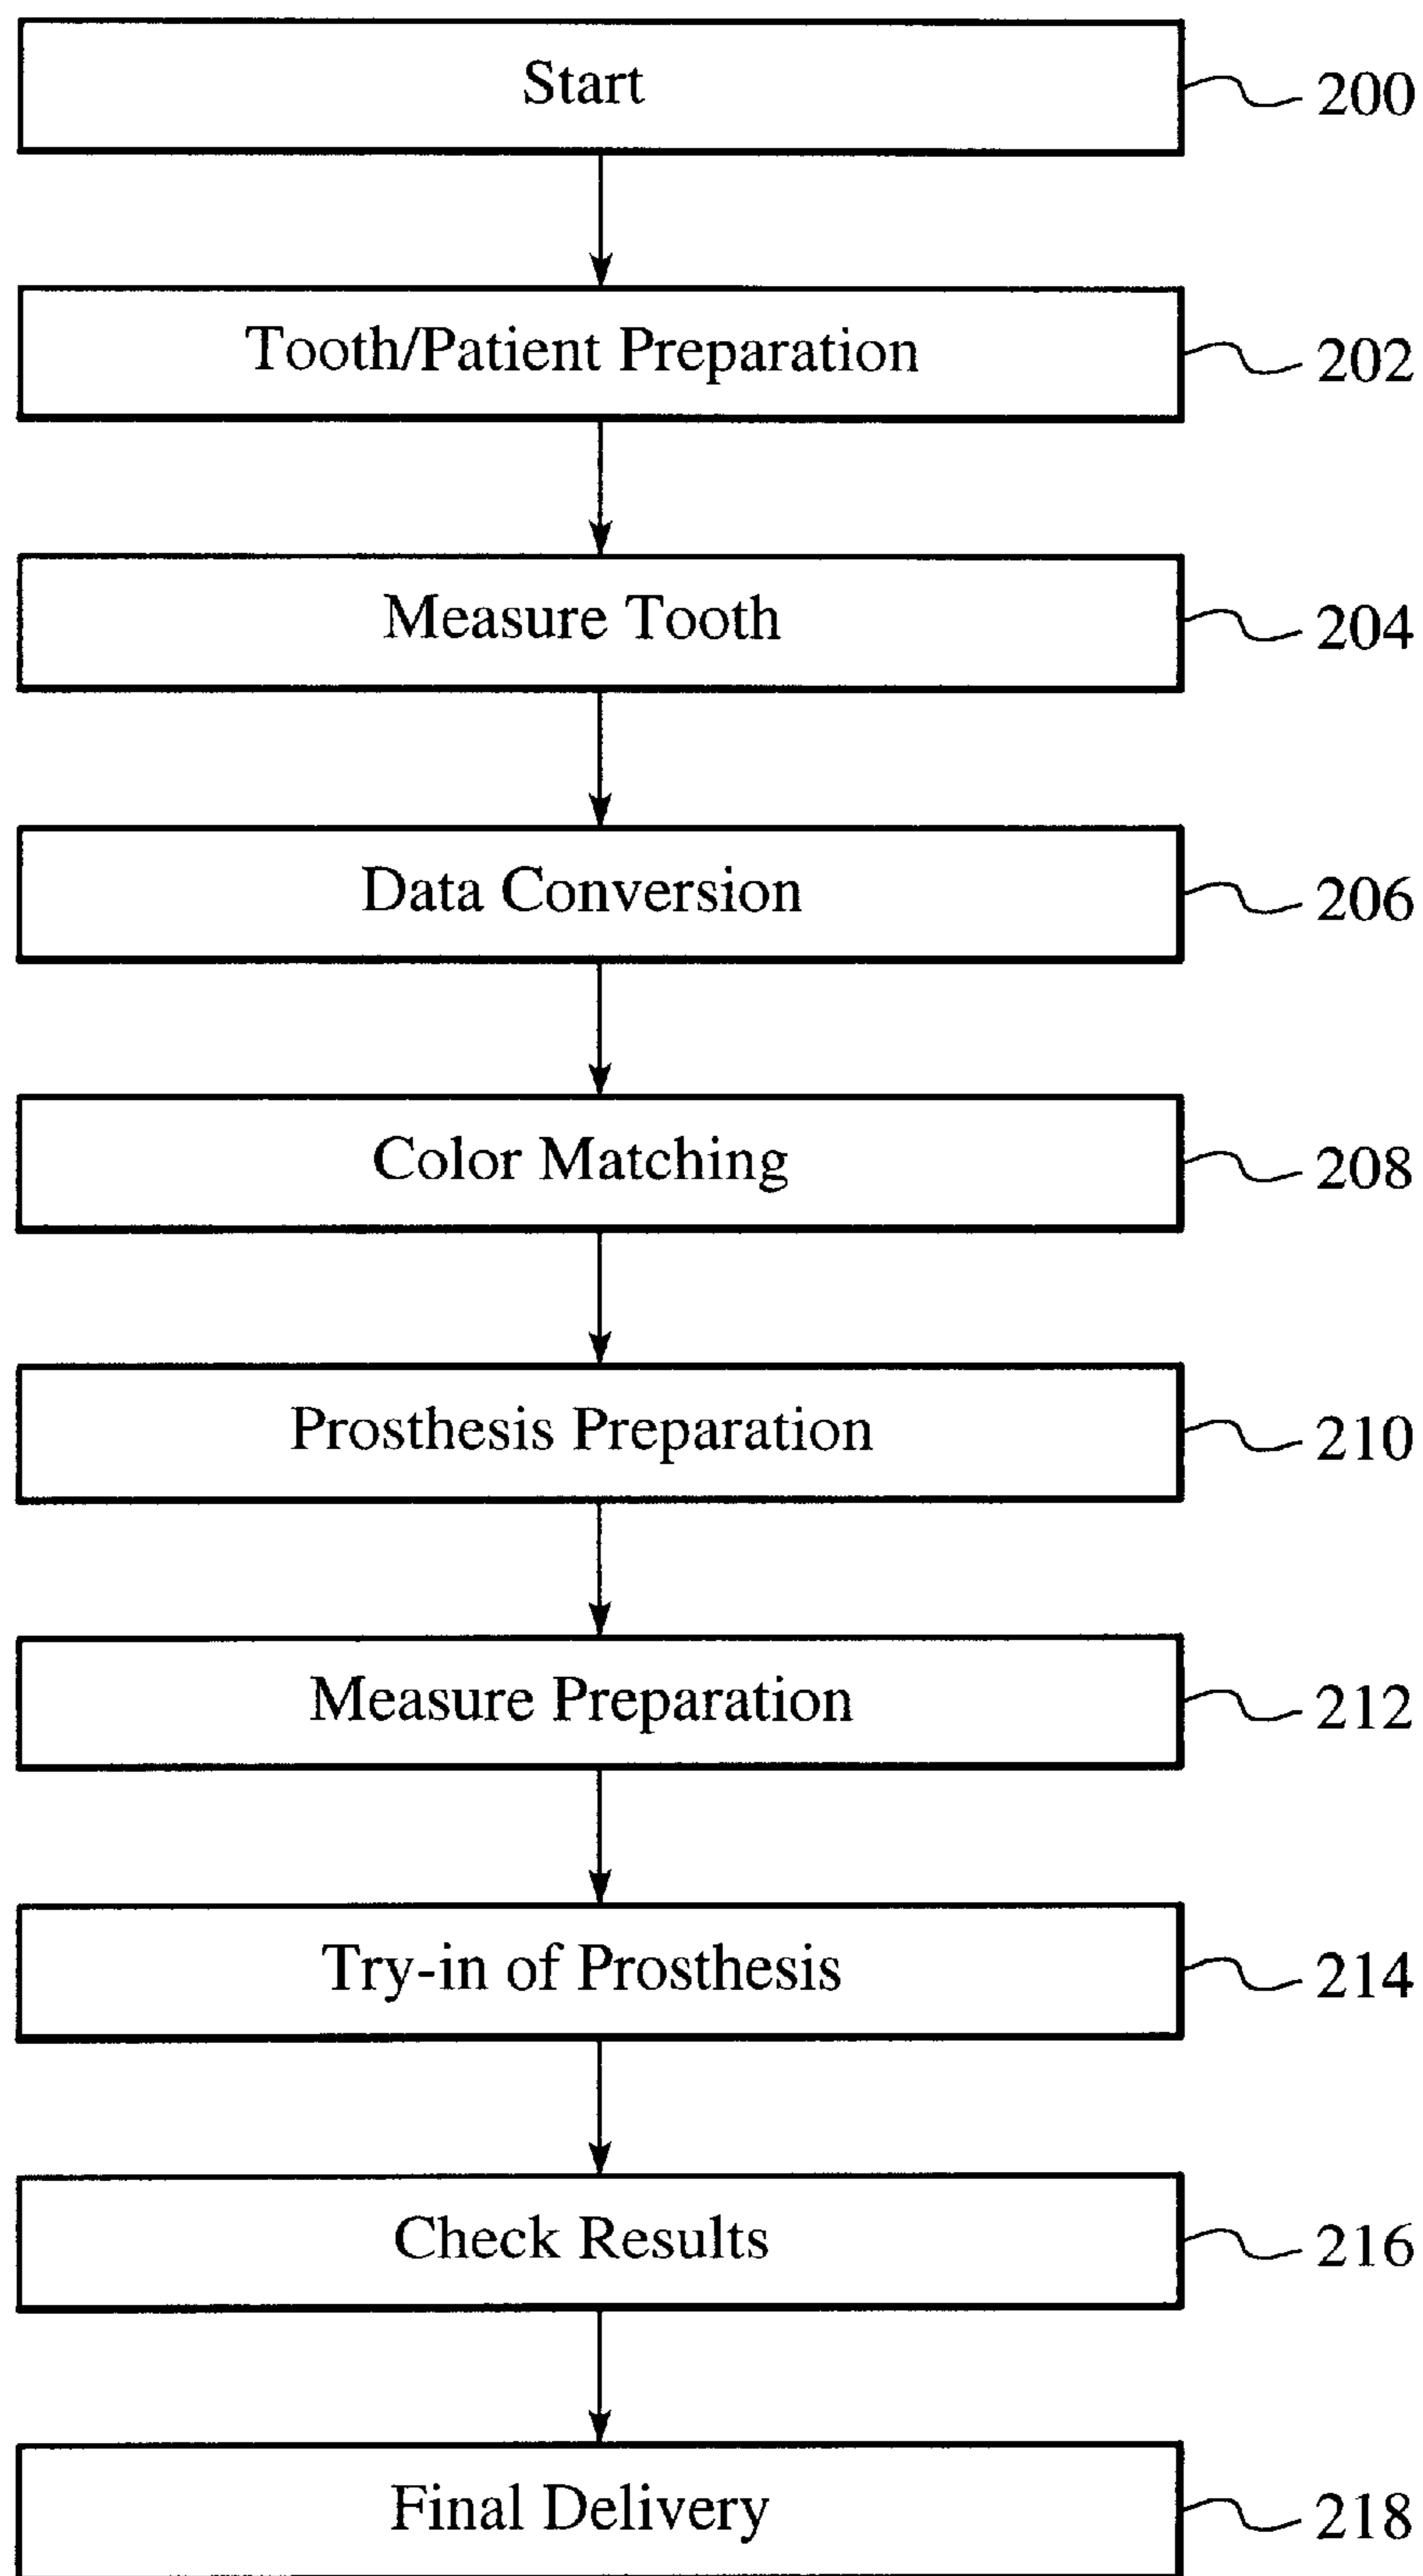 Start 200
Tooth/Patient Preparation 202
Measure Tooth 204
Data Conversion 206
Color Matching 208
Prosthesis Preparation 210
Measure Preparation 212
Try-in of Prosthesis 214
Check Results 216
Final Delivery 218